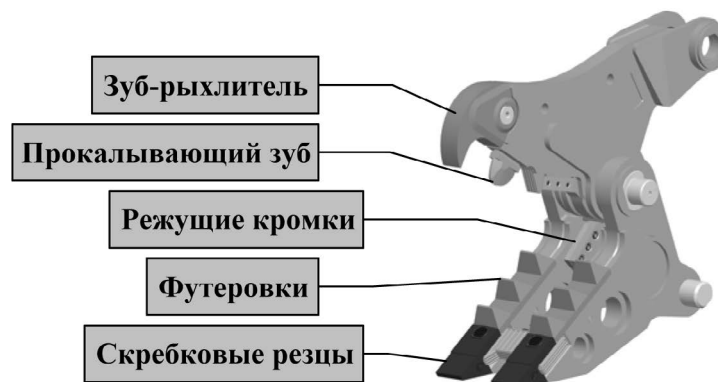 Зуб-рыхлитель
Прокалывающий зуб
Режущие кромки
Футеровки
Скребковые резцы